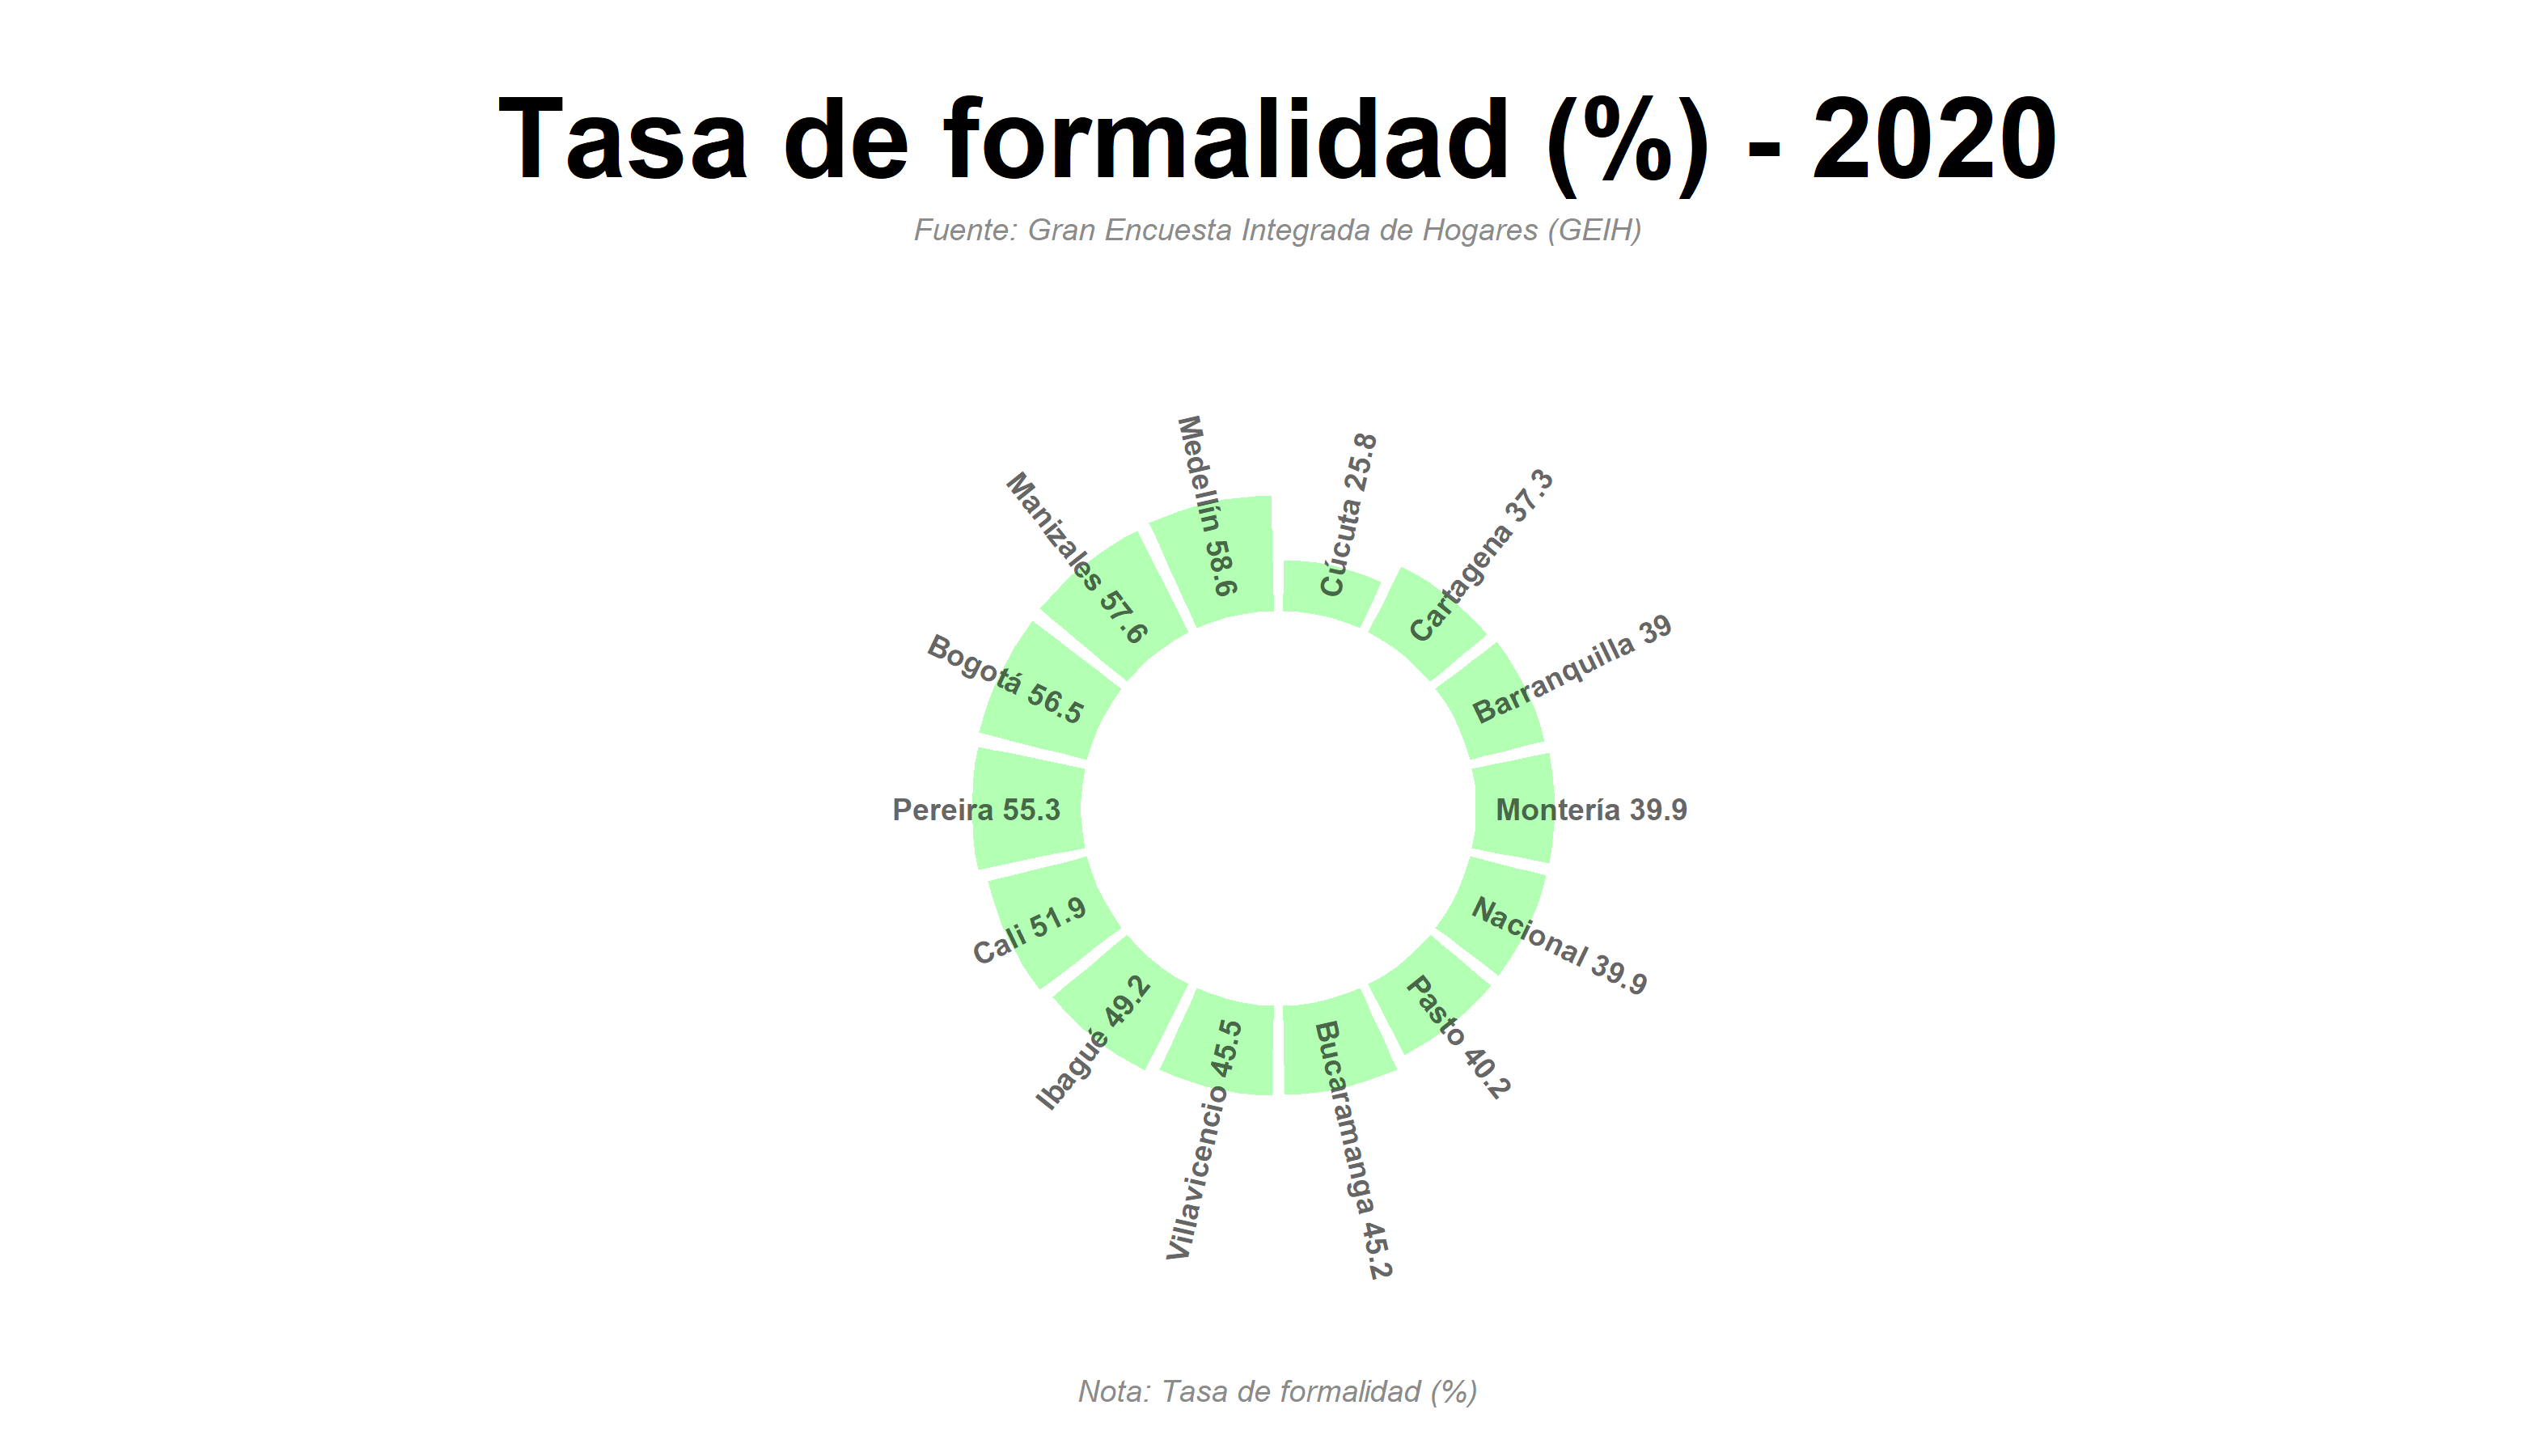 Tasa de formalidad (%) - 2020
Fuente: Gran Encuesta Integrada de Hogares (GEIH)
Cúcuta 25.8
Cartagena 37.3
Barranquilla 39
Montería 39.9
Nacional 39.9
Pasto 40.2
Bucaramanga 45.2
Villavicencio 45.5
Ibagué 49.2
Cali 51.9
Pereira 55.3
Bogotá 56.5
Manizales 57.6
Medellín 58.6
Nota: Tasa de formalidad (%)